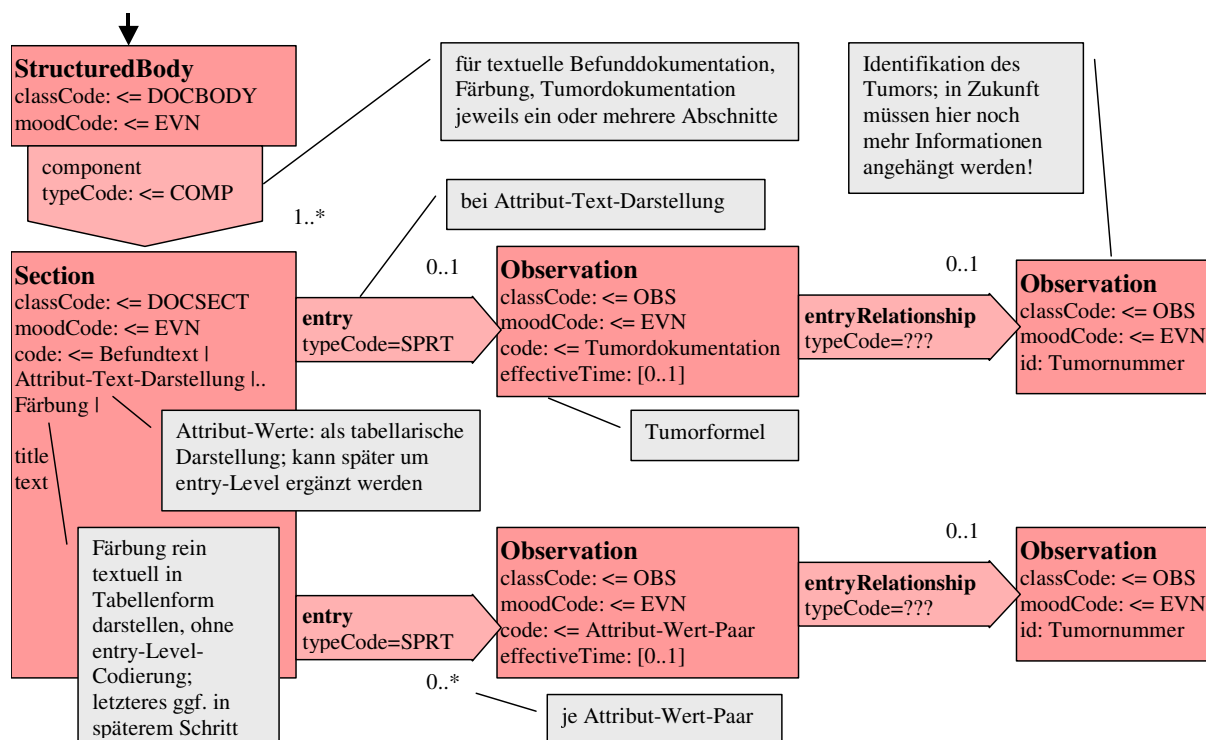 StructuredBody
classCode: <= DOCBODY
moodCode: <= EVN
component
typeCode: <= COMP
für textuelle Befunddokumentation,
Färbung, Tumordokumentation
jeweils ein oder mehrere Abschnitte
Identifikation des
Tumors; in Zukunft
müssen hier noch
mehr Informationen
angehängt werden!
1..*
bei Attribut-Text-Darstellung
Section
classCode: <= DOCSECT
moodCode: <= EVN
code: <= Befundtext |
Attribut-Text-Darstellung |..
Färbung |
title
text
entry
typeCode=SPRT
0..1
Observation
classCode: <= OBS
moodCode: <= EVN
code: <= Tumordokumentation
effectiveTime: [0..1]
entryRelationship
typeCode=???
0..1
Observation
classCode: <= OBS
moodCode: <= EVN
id: Tumornummer
Attribut-Werte: als tabellarische
Darstellung; kann später um
entry-Level ergänzt werden
Tumorformel
Färbung rein
textuell in
Tabellenform
darstellen, ohne
entry-Level-
Codierung;
letzteres ggf. in
späterem Schritt
entry
typeCode=SPRT
0..*
Observation
classCode: <= OBS
moodCode: <= EVN
code: <= Attribut-Wert-Paar
effectiveTime: [0..1]
entryRelationship
typeCode=???
0..1
Observation
classCode: <= OBS
moodCode: <= EVN
id: Tumornummer
je Attribut-Wert-Paar